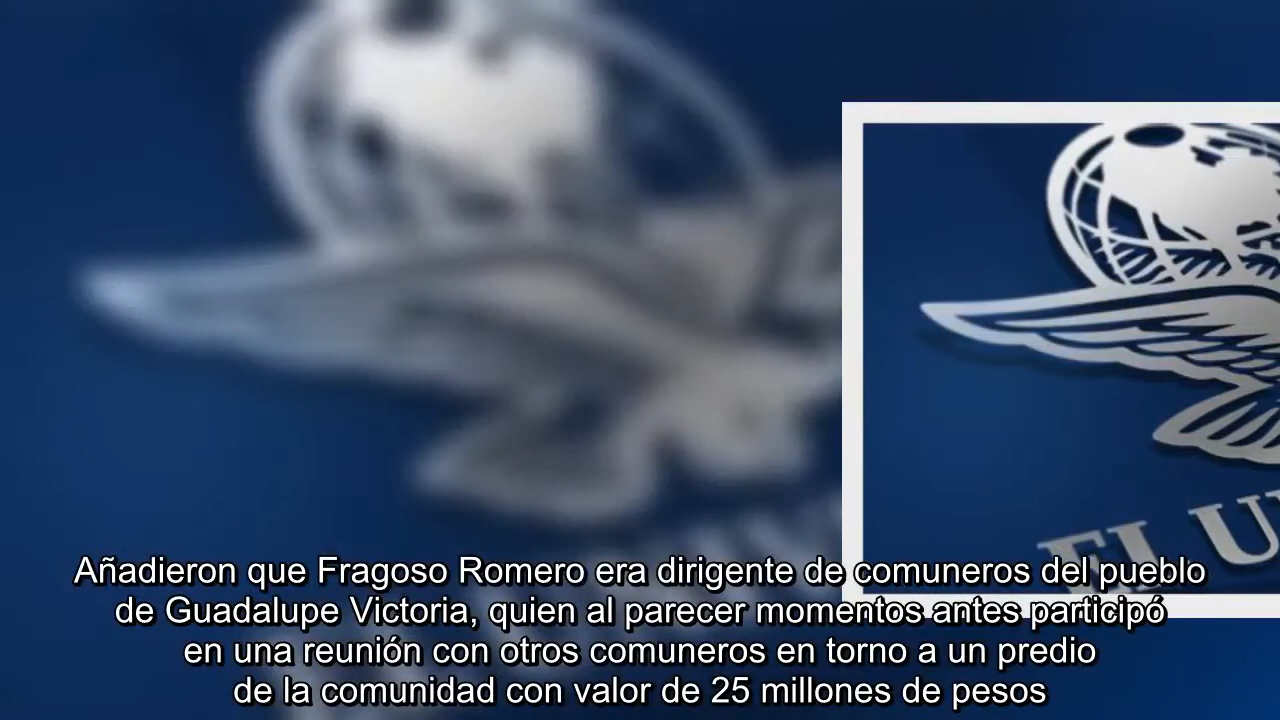 EL U
Añadieron que Fragoso Romero era dirigente de comuneros del pueblo
de Guadalupe Victoria, quien al parecer momentos antes participó
en una reunión con otros comuneros en torno a un predio
de la comunidad con valor de 25 millones de pesos